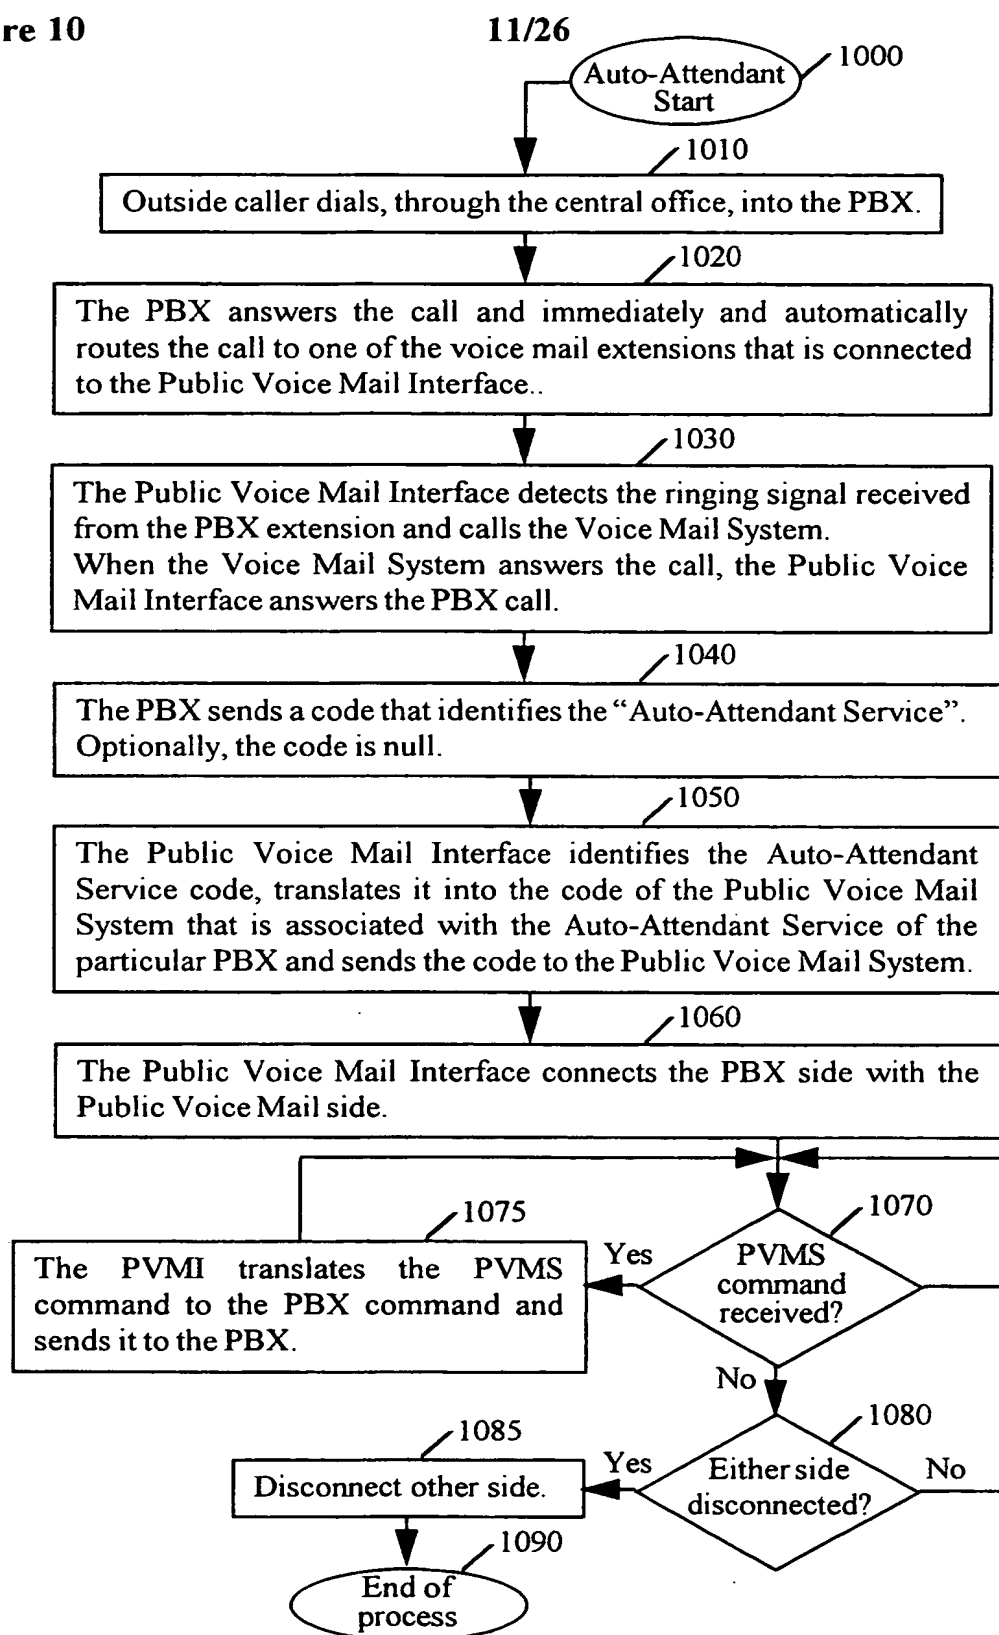 re 10
11/26
Auto-Attendant
Start
1000
1010
Outside caller dials, through the central office, into the PBX.
1020
The PBX answers the call and immediately and automatically
routes the call to one of the voice mail extensions that is connected
to the Public Voice Mail Interface..
1030
The Public Voice Mail Interface detects the ringing signal received
from the PBX extension and calls the Voice Mail System.
When the Voice Mail System answers the call, the Public Voice
Mail Interface answers the PBX call.
1040
The PBX sends a code that identifies the “Auto-Attendant Service”.
Optionally, the code is null.
1050
The Public Voice Mail Interface identifies the Auto-Attendant
Service code, translates it into the code of the Public Voice Mail
System that is associated with the Auto-Attendant Service of the
particular PBX and sends the code to the Public Voice Mail System.
1060
The Public Voice Mail Interface connects the PBX side with the
Public Voice Mail side.
1075
The PVMI translates the PVMS
command to the PBX command and
sends it to the PBX.
Yes
1070
PVMS
command
received?
No
1085
Disconnect other side.
Yes
1080
Either side
disconnected?
No
1090
End of
process